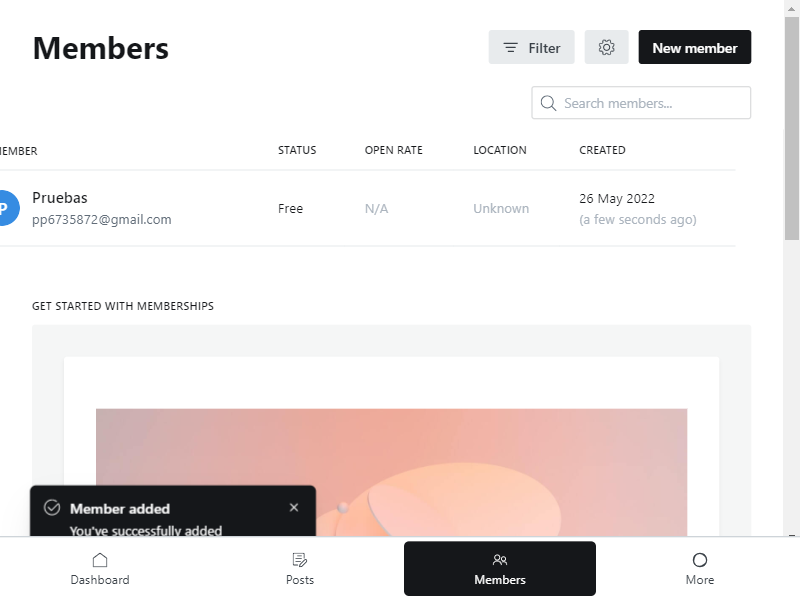 Members
Filter
New member
Search members...
EMBER
STATUS
OPEN RATE
LOCATION
CREATED
P
Pruebas
pp6735872@gmail.com
Free
N/A
Unknown
26 May 2022
(a few seconds ago)
GET STARTED WITH MEMBERSHIPS
Member added
You've successfully added
Dashboard
Posts
Members
More